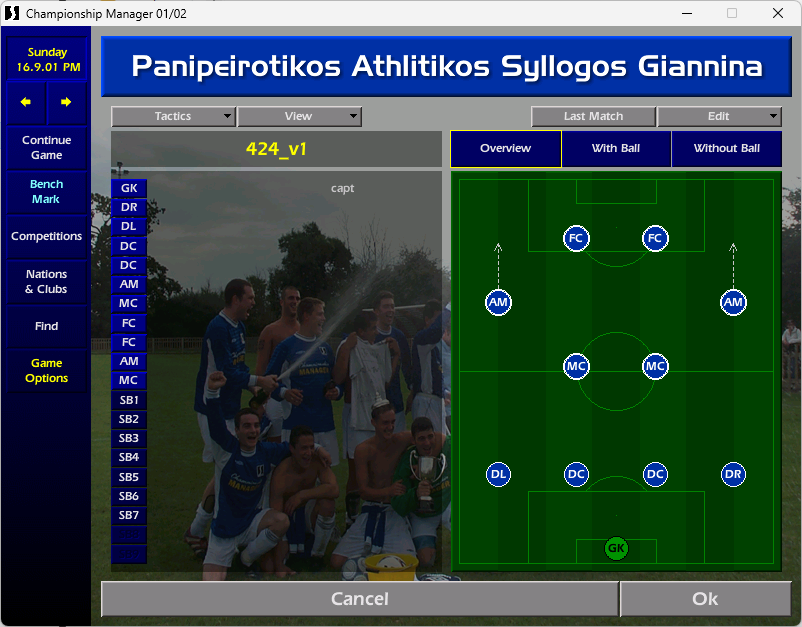 Championship Manager 01/02
Sunday
16.9.01 PM
Continue
Game
Bench
Mark
Competitions
Nations
& Clubs
Find
Game
Options
Panipeirotikos Athlitikos Syllogos Giannina
Tactics
View
Last Match
Edit
424_v1
Overview
With Ball
Without Ball
GK
capt
DR
DL
DC
DC
AM
MC
FC
FC
AM
MC
SB1
SB2
SB3
SB4
SB5
SB6
SB7
FC
FC
AM
AM
MC
MC
DL
DC
DC
DR
GK
MANAGER
Cancel
Ok